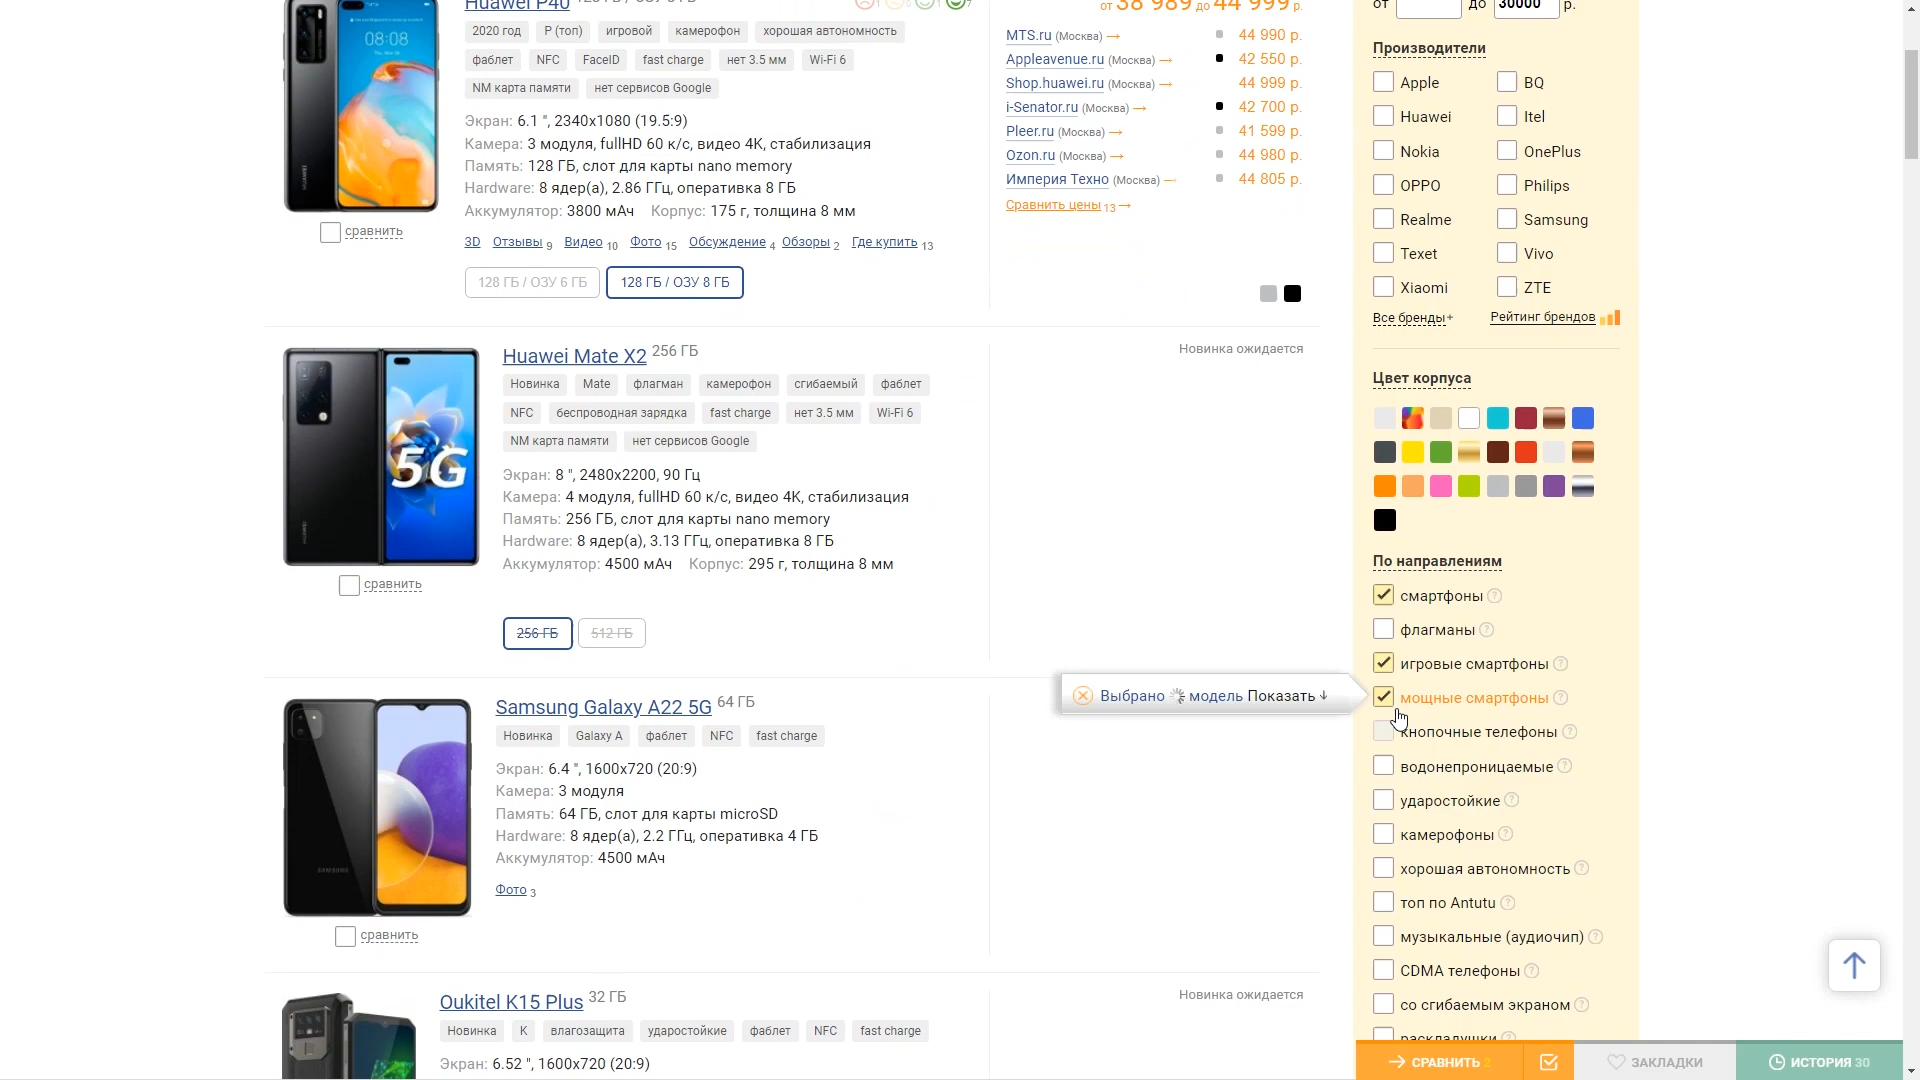 Huawei P40 128 ГБ / ОЗУ 8 ГБ
2020 год P (топ) игровой камерофон хорошая автономность
фаблет NFC FaceID fast charge нет 3.5 мм Wi-Fi 6
NM карта памяти нет сервисов Google
Экран: 6.1 ", 2340x1080 (19.5:9)
Камера: 3 модуля, fullHD 60 к/с, видео 4K, стабилизация
Память: 128 ГБ, слот для карты nano memory
Hardware: 8 ядер(а), 2.86 ГГц, оперативка 8 ГБ
Аккумулятор: 3800 мАч Корпус: 175 г, толщина 8 мм
3D Отзывы 9 Видео 10 Фото 15 Обсуждение 4 Обзоры 2 Где купить 13
128 ГБ / ОЗУ 6 ГБ 128 ГБ / ОЗУ 8 ГБ
сравнить
от 38 989 до 44 999 р.
MTS.ru (Москва) → 44 990 р.
Appleavenue.ru (Москва) → 42 550 р.
Shop.huawei.ru (Москва) → 44 999 р.
i-Senator.ru (Москва) → 42 700 р.
Pleer.ru (Москва) → 41 599 р.
Ozon.ru (Москва) → 44 980 р.
Империя Техно (Москва) → 44 805 р.
Сравнить цены 13 →
Huawei Mate X2 256 ГБ
Новинка ожидается
Новинка Mate флагман камерофон сгибаемый фаблет
NFC беспроводная зарядка fast charge нет 3.5 мм Wi-Fi 6
NM карта памяти нет сервисов Google
Экран: 8 ", 2480x2200, 90 Гц
Камера: 4 модуля, fullHD 60 к/с, видео 4K, стабилизация
Память: 256 ГБ, слот для карты nano memory
Hardware: 8 ядер(а), 3.13 ГГц, оперативка 8 ГБ
Аккумулятор: 4500 мАч Корпус: 295 г, толщина 8 мм
256 ГБ 512 ГБ
08:08
5G
сравнить
Samsung Galaxy A22 5G 64 ГБ
Новинка Galaxy A фаблет NFC fast charge
Экран: 6.4 ", 1600x720 (20:9)
Камера: 3 модуля
Память: 64 ГБ, слот для карты microSD
Hardware: 8 ядер(а), 2.2 ГГц, оперативка 4 ГБ
Аккумулятор: 4500 мАч
Фото 3
SAMSUNG
сравнить
Oukitel K15 Plus 32 ГБ
Новинка ожидается
Новинка K влагозащита ударостойкие фаблет NFC fast charge
Экран: 6.52 ", 1600x720 (20:9)
Выбрано модель Показать ↓
от до 30000 р.
Производители
Apple BQ
Huawei Itel
Nokia OnePlus
OPPO Philips
Realme Samsung
Texet Vivo
Xiaomi ZTE
Все бренды+ Рейтинг брендов
Цвет корпуса
По направлениям
смартфоны ?
флагманы ?
игровые смартфоны ?
мощные смартфоны ?
кнопочные телефоны ?
водонепроницаемые ?
ударостойкие ?
камерофоны ?
хорошая автономность ?
топ по Antutu ?
музыкальные (аудиочип) ?
CDMA телефоны ?
со сгибаемым экраном ?
раскладушки ?
→ СРАВНИТЬ 2 ЗАКЛАДКИ ИСТОРИЯ 30